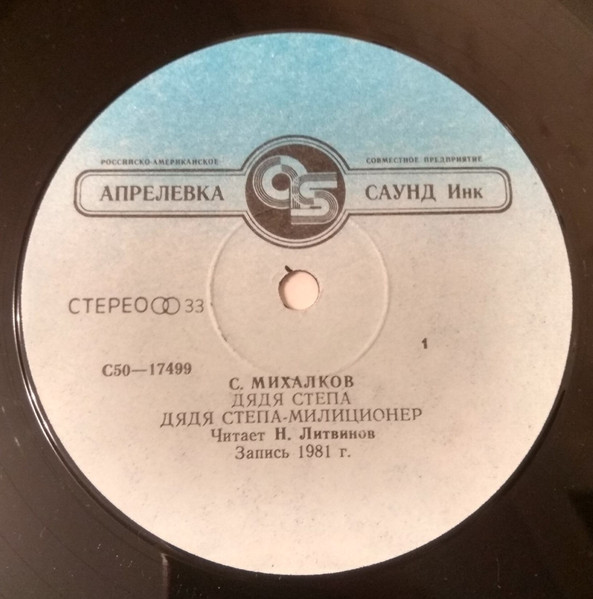 РОССИЙСКО-АМЕРИКАНСКОЕ СОВМЕСТНОЕ ПРЕДПРИЯТИЕ
АПРЕЛЕВКА САУНД Инк
СТЕРЕО 33
1
С50—17499
С. МИХАЛКОВ
ДЯДЯ СТЕПА
ДЯДЯ СТЕПА-МИЛИЦИОНЕР
Читает Н. Литвинов
Запись 1981 г.